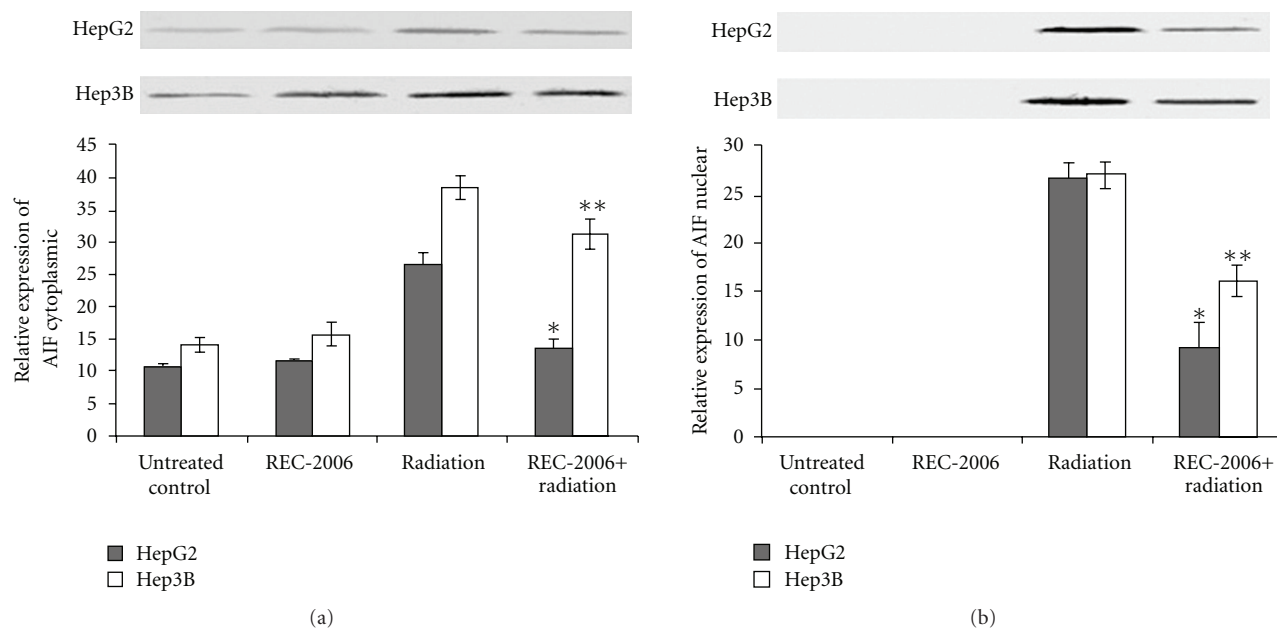 HepG2
Hep3B
Relative expression of
AIF cytoplasmic
45
40
35
30
25
20
15
10
5
0
*
**
Untreated
control
REC-2006
Radiation
REC-2006+
radiation
HepG2
Hep3B
(a)
HepG2
Hep3B
Relative expression of AIF nuclear
30
25
20
15
10
5
0
*
**
Untreated
control
REC-2006
Radiation
REC-2006+
radiation
HepG2
Hep3B
(b)